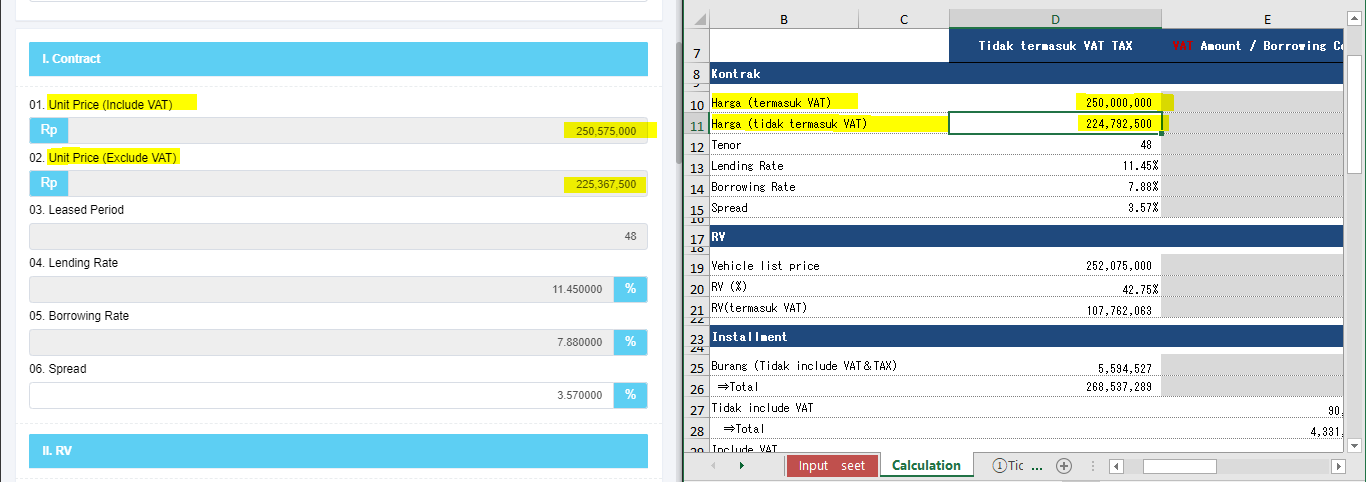 I. Contract
01. Unit Price (Include VAT)
Rp 250,575,000
02. Unit Price (Exclude VAT)
Rp 225,367,500
03. Leased Period
48
04. Lending Rate
11.450000 %
05. Borrowing Rate
7.880000 %
06. Spread
3.570000 %
II. RV
B C D E
7 Tidak termasuk VAT TAX VAT Amount / Borrowing Co
8 Kontrak
10 Harga (termasuk VAT) 250,000,000
11 Harga (tidak termasuk VAT) 224,792,500
12 Tenor 48
13 Lending Rate 11.45%
14 Borrowing Rate 7.88%
15 Spread 3.57%
16
17 RV
18
19 Vehicle list price 252,075,000
20 RV (%) 42.75%
21 RV(termasuk VAT) 107,762,063
22
23 Installment
24
25 Burang (Tidak include VAT&TAX) 5,594,527
26 ⇒Total 268,537,289
27 Tidak include VAT 90,
28 ⇒Total 4,331,
29 Include VAT
Input seet Calculation ①Tic ...